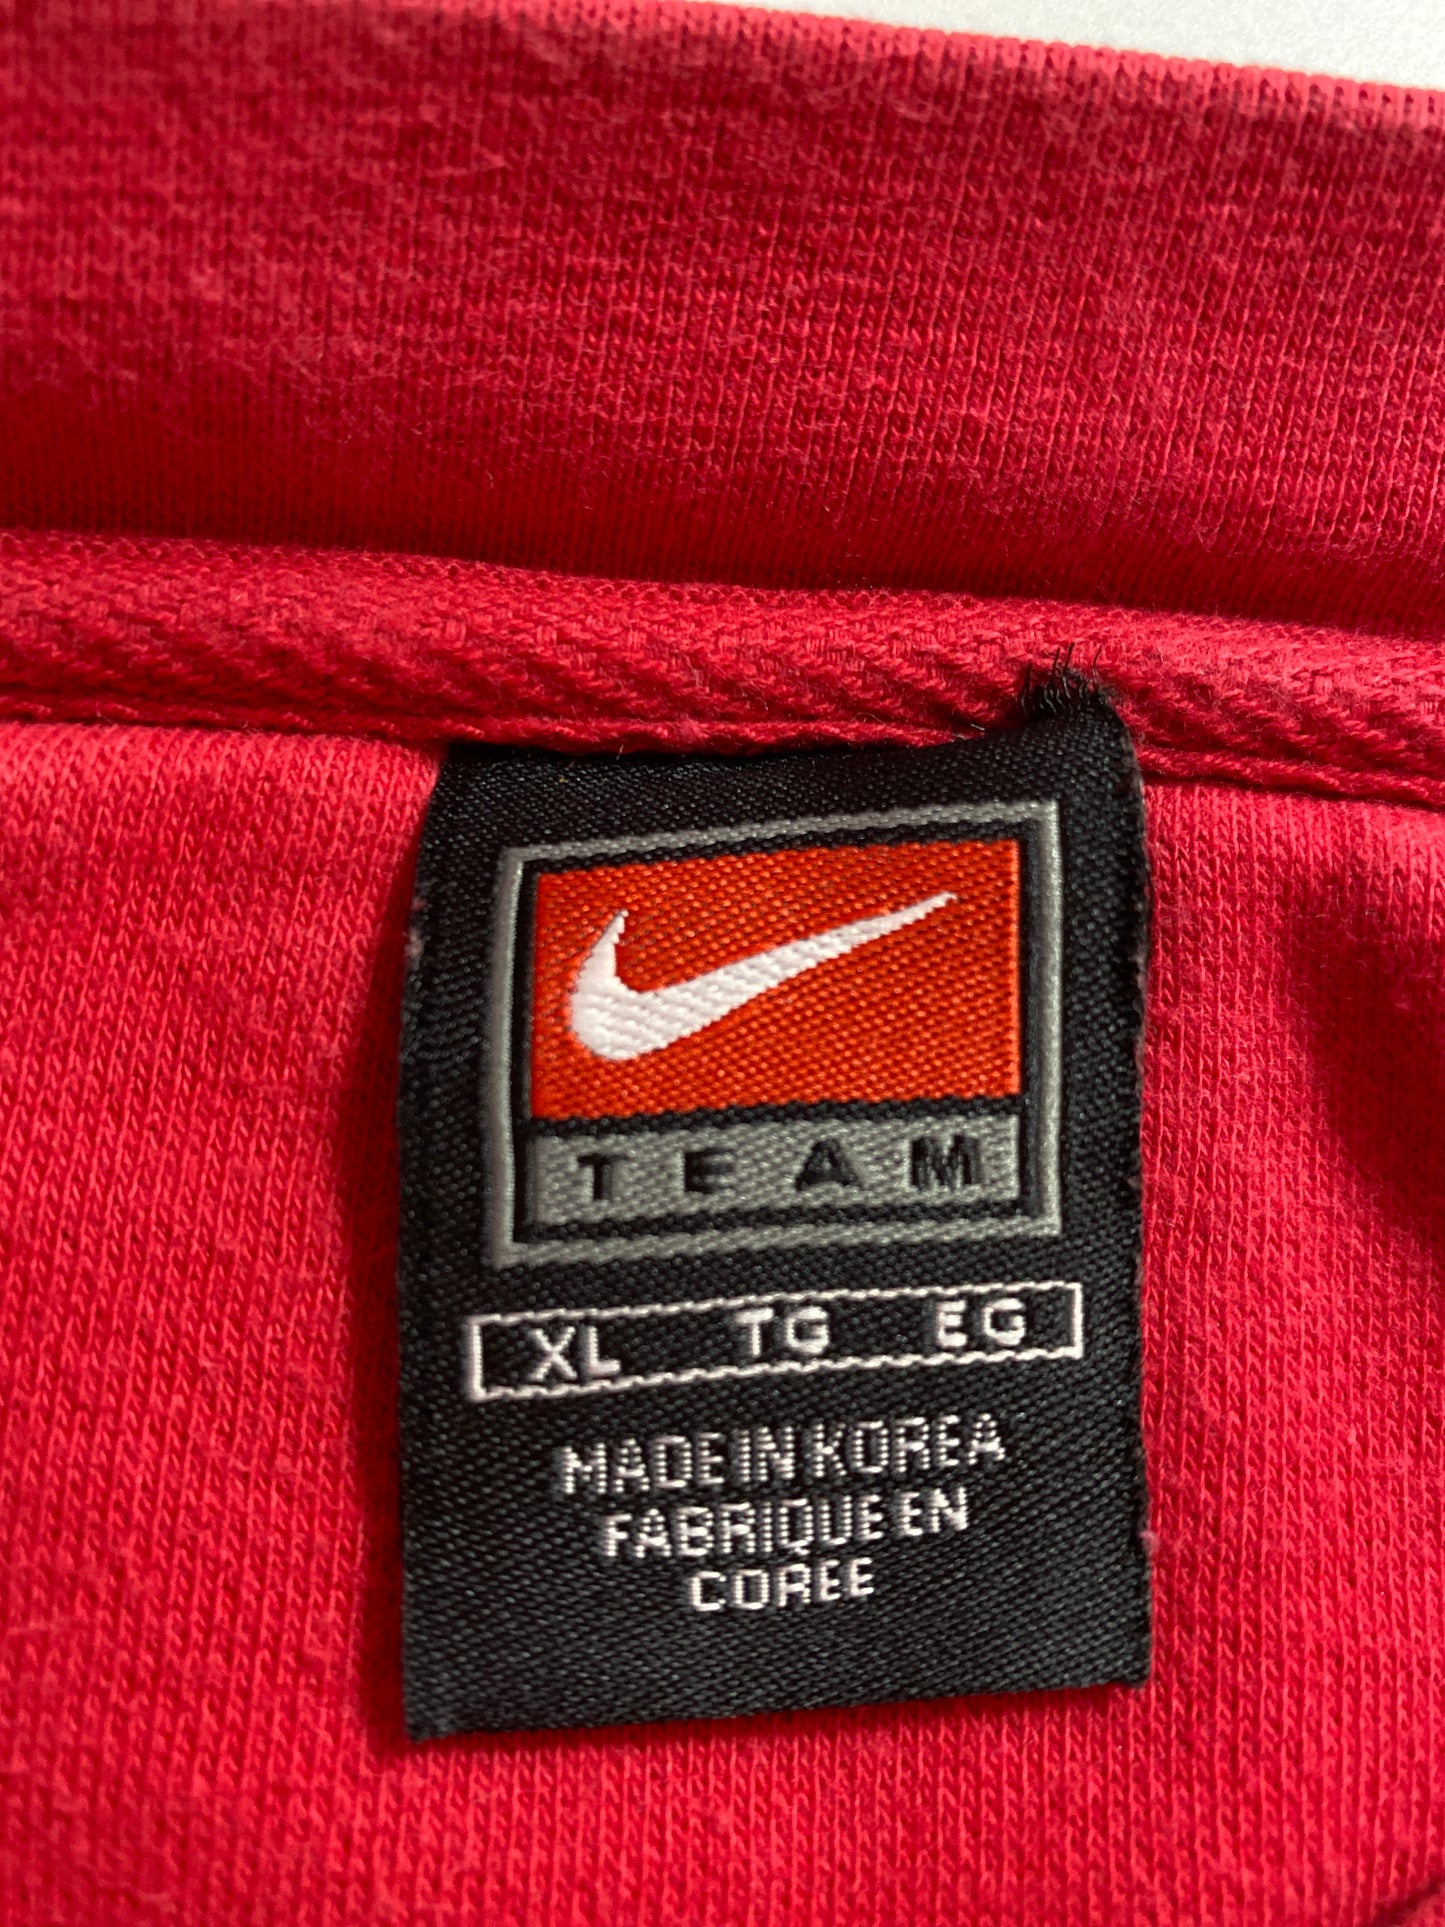 TEAM
XL TG EG
MADE IN KOREA
FABRIQUE EN
COREE